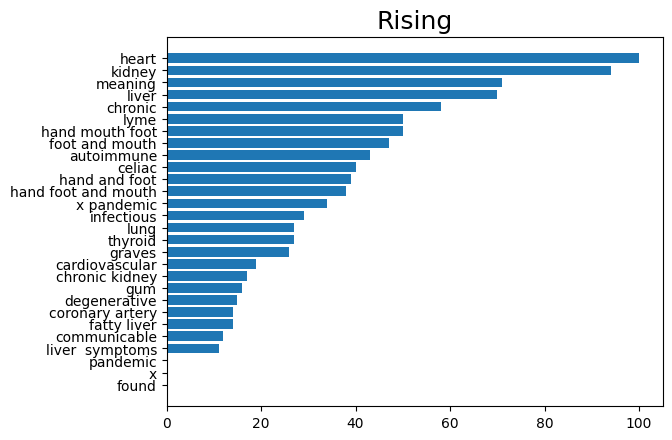 Rising
heart
kidney
meaning
liver
chronic
lyme
hand mouth foot
foot and mouth
autoimmune
celiac
hand and foot
hand foot and mouth
x pandemic
infectious
lung
thyroid
graves
cardiovascular
chronic kidney
gum
degenerative
coronary artery
fatty liver
communicable
liver  symptoms
pandemic
x
found
0 20 40 60 80 100